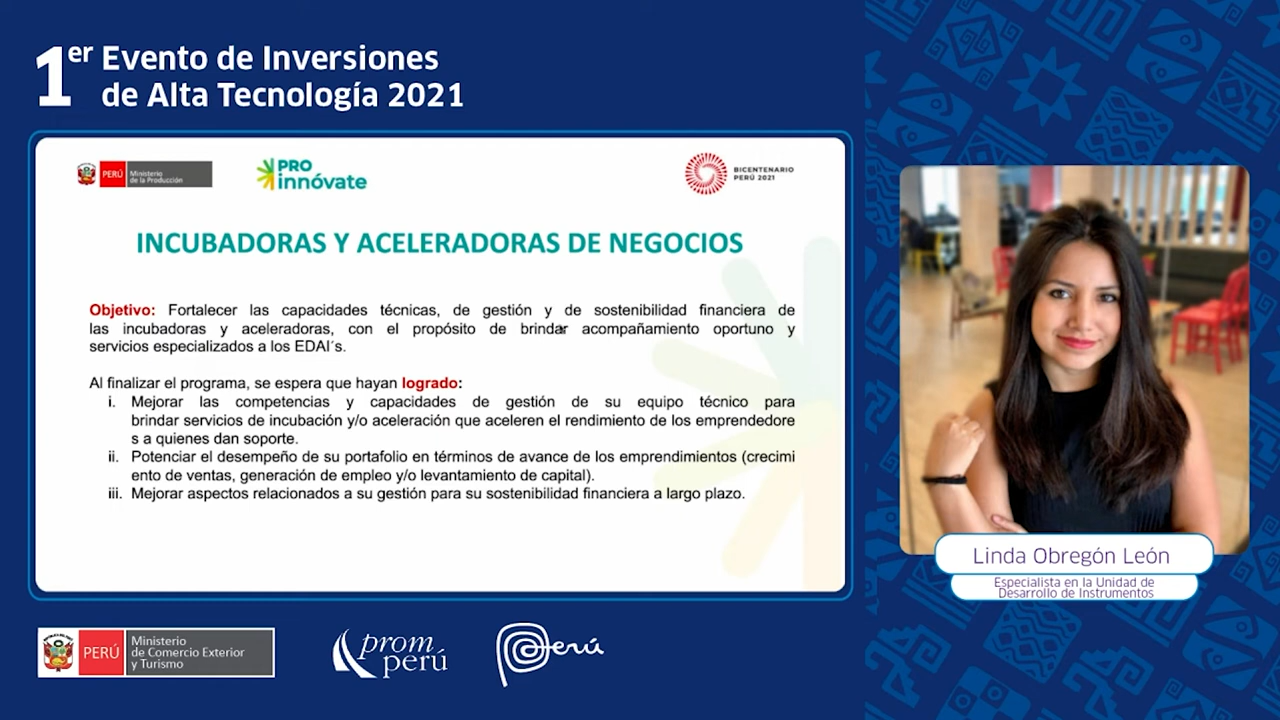 1er Evento de Inversiones
de Alta Tecnología 2021
PERÚ
Ministerio
de la Producción
PRO
innóvate
BICENTENARIO
PERÚ 2021
INCUBADORAS Y ACELERADORAS DE NEGOCIOS
Objetivo: Fortalecer las capacidades técnicas, de gestión y de sostenibilidad financiera de
las incubadoras y aceleradoras, con el propósito de brindar acompañamiento oportuno y
servicios especializados a los EDAI´s.
Al finalizar el programa, se espera que hayan logrado:
i. Mejorar las competencias y capacidades de gestión de su equipo técnico para
brindar servicios de incubación y/o aceleración que aceleren el rendimiento de los emprendedore
s a quienes dan soporte.
ii. Potenciar el desempeño de su portafolio en términos de avance de los emprendimientos (crecimi
ento de ventas, generación de empleo y/o levantamiento de capital).
iii. Mejorar aspectos relacionados a su gestión para su sostenibilidad financiera a largo plazo.
Linda Obregón León
Especialista en la Unidad de
Desarrollo de Instrumentos
PERÚ
Ministerio
de Comercio Exterior
y Turismo
prom
perú
Perú